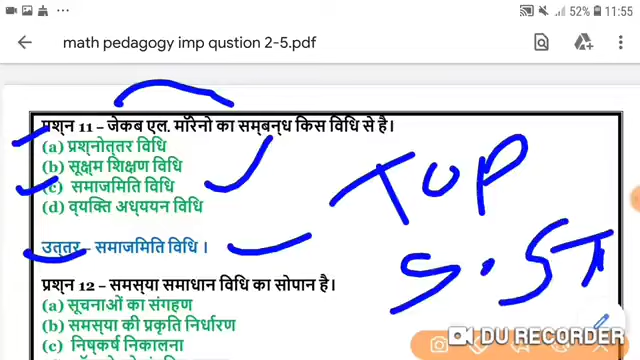 52% 11:55
math pedagogy imp qustion 2-5.pdf
प्रश्न 11 – जेकब एल. मॉरेनो का सम्बन्ध किस विधि से है।
(a) प्रश्नोत्तर विधि
(b) सूक्ष्म शिक्षण विधि
(c) समाजमिति विधि
(d) व्यक्ति अध्ययन विधि
उत्तर – समाजमिति विधि ।
TOP
प्रश्न 12 – समस्या समाधान विधि का सोपान है।
(a) सूचनाओं का संगहण
(b) समस्या की प्रकृति निर्धारण
(c) निष्कर्ष निकालना
DU RECORDER